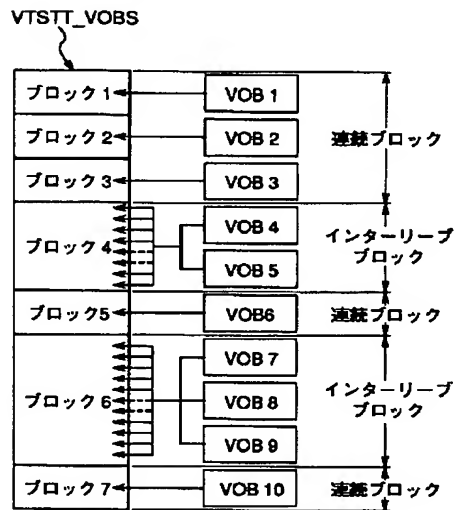 VTSTT_VOBS
ブロック 1
VOB 1
ブロック 2
VOB 2
連続ブロック
ブロック 3
VOB 3
ブロック 4
VOB 4
VOB 5
インターリーブ
ブロック
ブロック5
VOB6
連続ブロック
ブロック 6
VOB 7
VOB 8
VOB 9
インターリーブ
ブロック
ブロック 7
VOB 10
連続ブロック